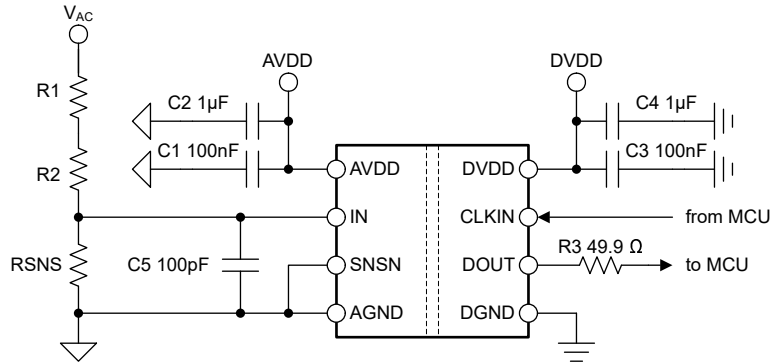 VAC
R1
R2
RSNS
C5 100pF
AVDD
C2 1µF
C1 100nF
DVDD
C4 1µF
C3 100nF
AVDD
IN
SNSN
AGND
DVDD
CLKIN
DOUT
DGND
from MCU
R3 49.9 Ω
to MCU